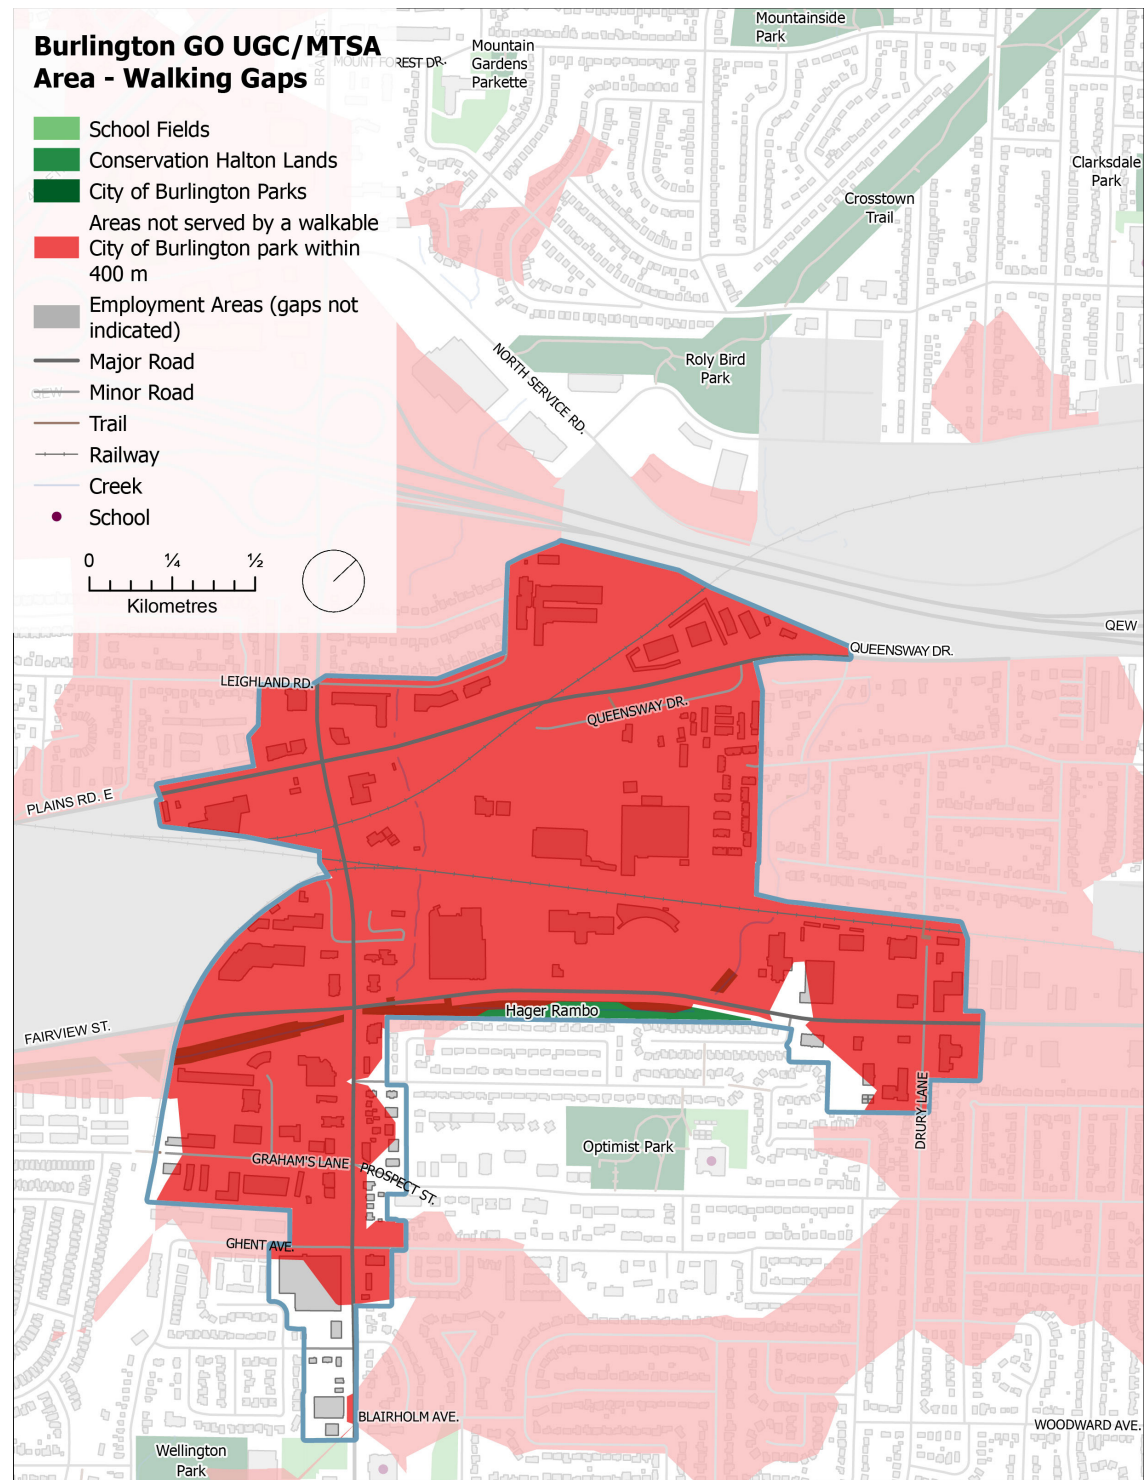 Burlington GO UGC/MTSA
Area - Walking Gaps
School Fields
Conservation Halton Lands
City of Burlington Parks
Areas not served by a walkable
City of Burlington park within
400 m
Employment Areas (gaps not
indicated)
Major Road
Minor Road
Trail
Railway
Creek
School
0 ¼ ½
Kilometres
MOUNT FOREST DR.
Mountain
Gardens
Parkette
Mountainside
Park
Clarksdale
Park
Crosstown
Trail
Roly Bird
Park
NORTH SERVICE RD.
QEW
QEW
QUEENSWAY DR.
LEIGHLAND RD.
QUEENSWAY DR.
PLAINS RD. E
FAIRVIEW ST.
Hager Rambo
DRURY LANE
Optimist Park
GRAHAM'S LANE
PROSPECT ST.
GHENT AVE.
BLAIRHOLM AVE.
WOODWARD AVE.
Wellington
Park